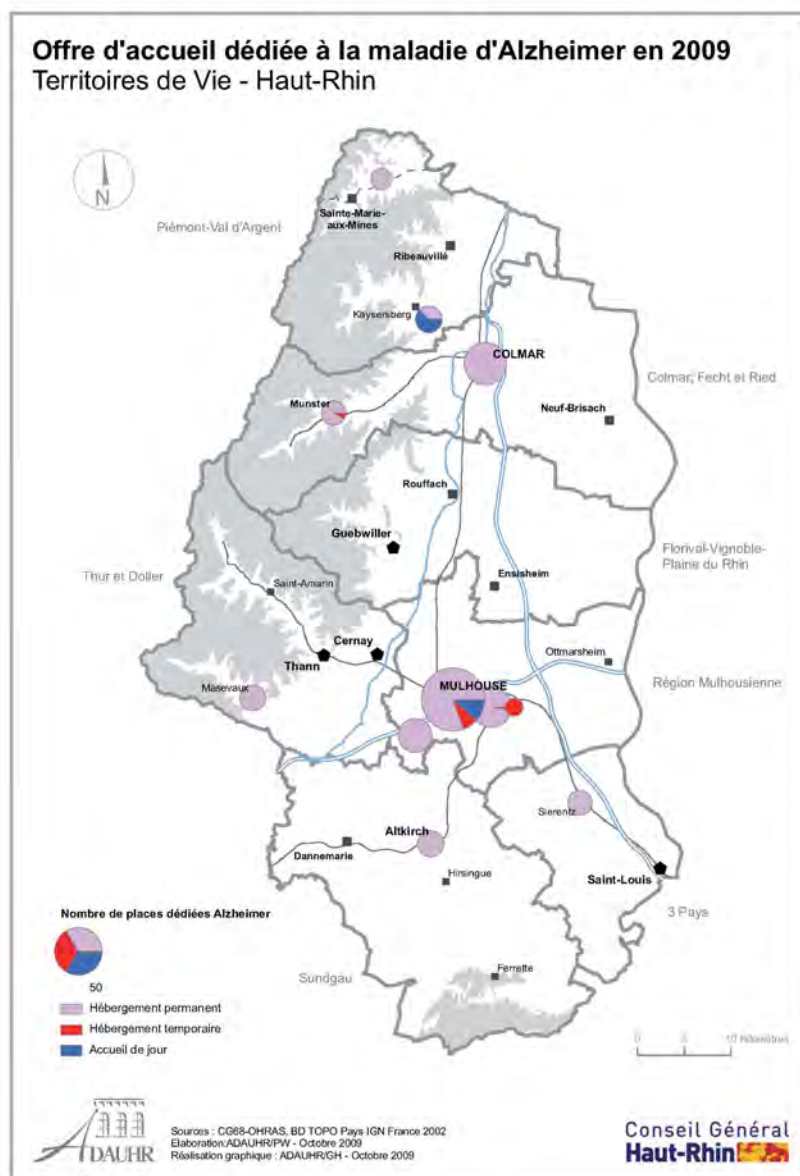 Offre d'accueil dédiée à la maladie d'Alzheimer en 2009
Territoires de Vie - Haut-Rhin
N
Sainte-Marie-
aux-Mines
Piémont-Val d'Argent
Ribeauvillé
Kaysersberg
COLMAR
Colmar, Fecht et Ried
Munster
Neuf-Brisach
Rouffach
Guebwiller
Florival-Vignoble-
Plaine du Rhin
Thur et Doller
Saint-Amarin
Ensisheim
Cernay
Thann
Ottmarsheim
Masevaux
MULHOUSE
Région Mulhousienne
Sierentz
Altkirch
Dannemarie
Hirsingue
Saint-Louis
3 Pays
Nombre de places dédiées Alzheimer
50
Sundgau
Ferrette
Hébergement permanent
Hébergement temporaire
Accueil de jour
0 5 10 Kilomètres
ADAUHR
Sources : CG68-OHRAS, BD TOPO Pays IGN France 2002
Elaboration:ADAUHR/PW - Octobre 2009
Réalisation graphique : ADAUHR/GH - Octobre 2009
Conseil Général
Haut-Rhin